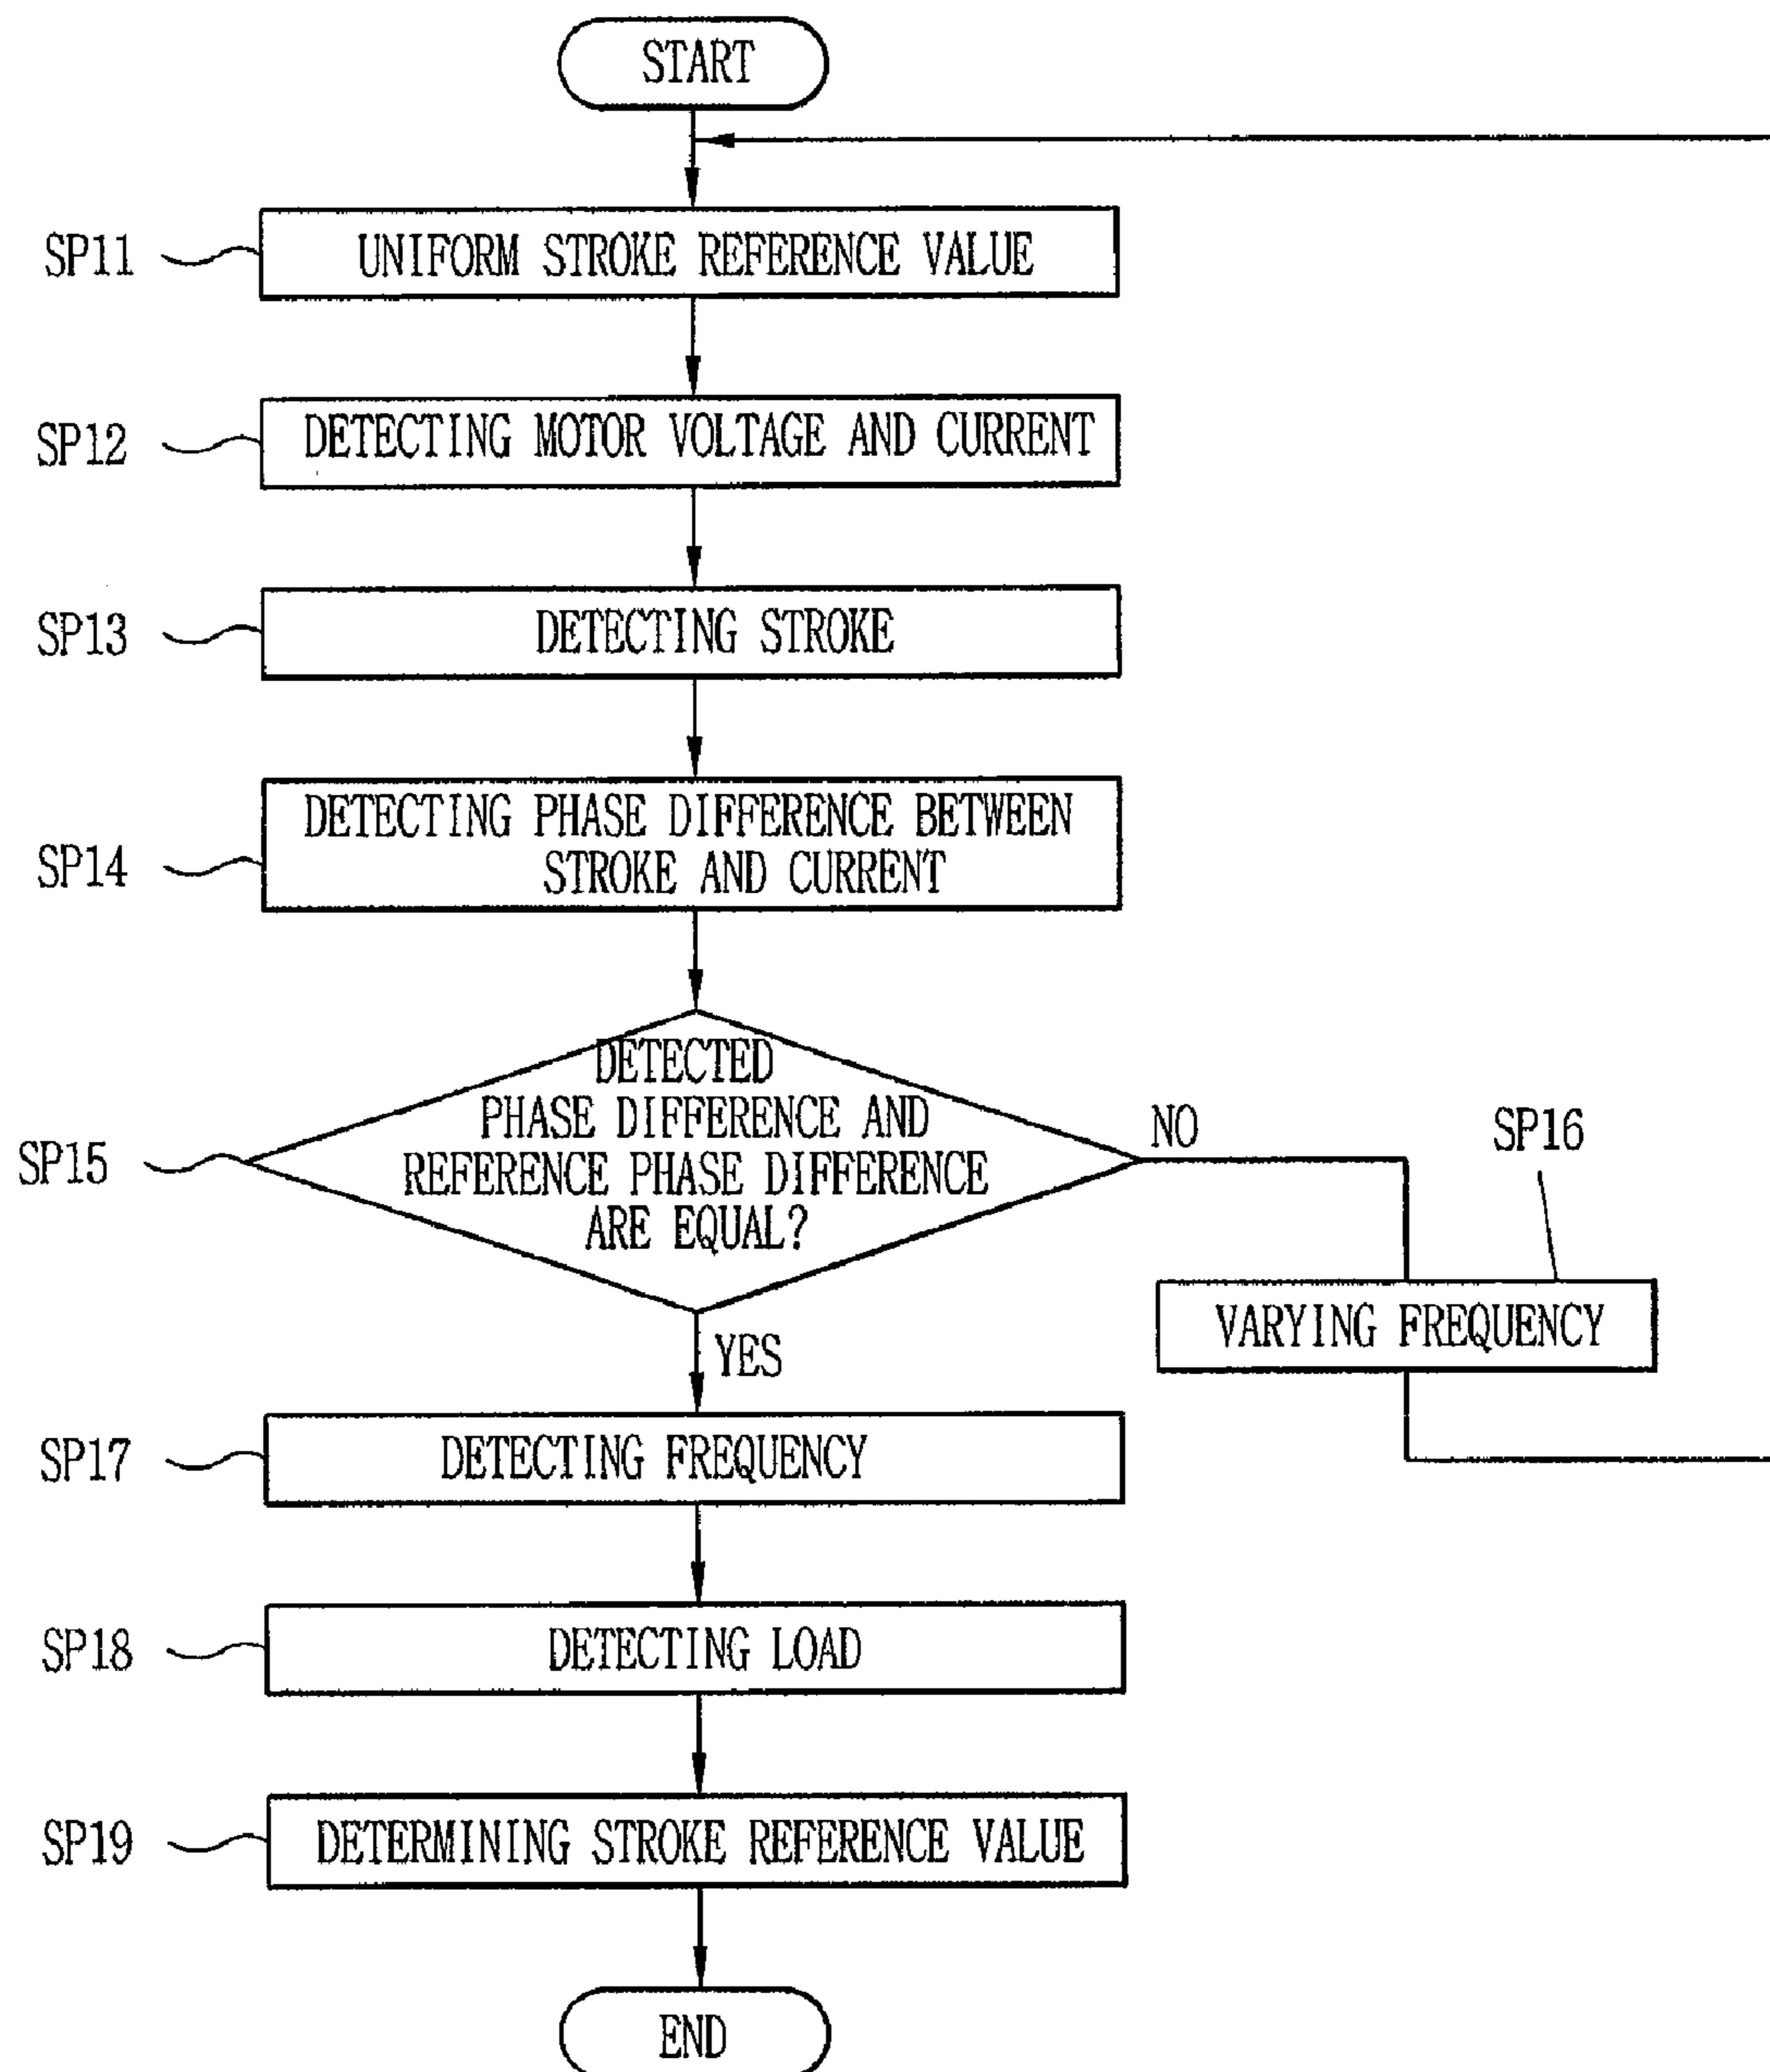 START
SP11
UNIFORM STROKE REFERENCE VALUE
SP12
DETECTING MOTOR VOLTAGE AND CURRENT
SP13
DETECTING STROKE
SP14
DETECTING PHASE DIFFERENCE BETWEEN
STROKE AND CURRENT
SP15
DETECTED
PHASE DIFFERENCE AND
REFERENCE PHASE DIFFERENCE
ARE EQUAL?
NO
SP16
VARYING FREQUENCY
YES
SP17
DETECTING FREQUENCY
SP18
DETECTING LOAD
SP19
DETERMINING STROKE REFERENCE VALUE
END